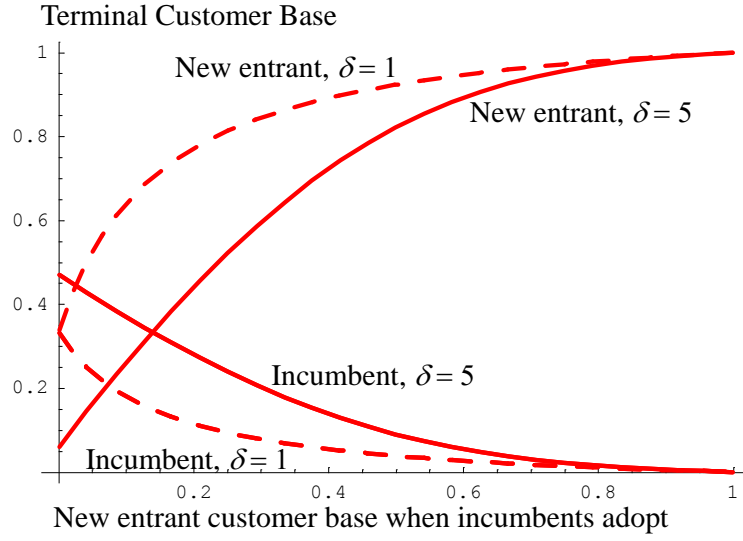 Terminal Customer Base
1
New entrant, δ = 1
New entrant, δ = 5
0.8
0.6
0.4
Incumbent, δ = 5
0.2
Incumbent, δ = 1
0.2 0.4 0.6 0.8 1
New entrant customer base when incumbents adopt